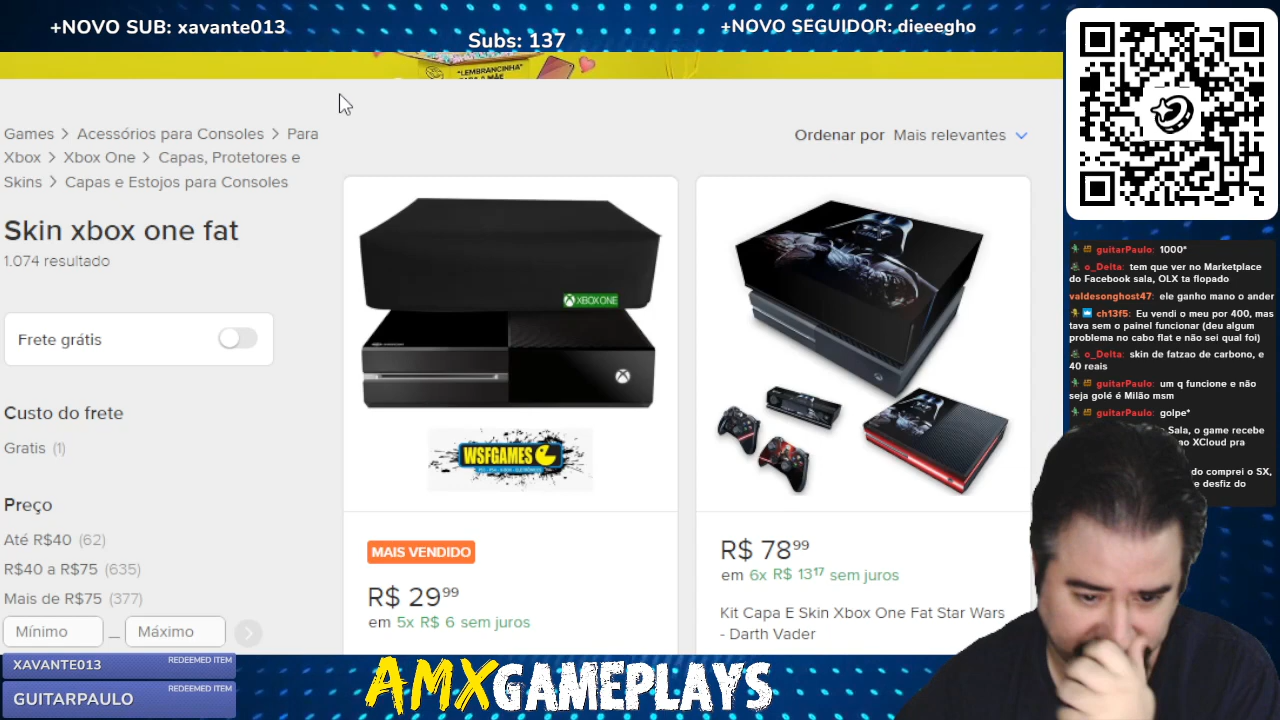 +NOVO SUB: xavante013
Subs: 137
+NOVO SEGUIDOR: dieeegho
"LEMBRANCINHA"
Games > Acessórios para Consoles > Para
Xbox > Xbox One > Capas, Protetores e
Skins > Capas e Estojos para Consoles
Ordenar por Mais relevantes
Skin xbox one fat
1.074 resultado
Frete grátis
Custo do frete
Gratis (1)
Preço
Até R$40 (62)
R$40 a R$75 (635)
Mais de R$75 (377)
Mínimo
—
Máximo
XBOX ONE
WSFGAMES
MAIS VENDIDO
R$ 29⁹⁹
em 5x R$ 6 sem juros
R$ 78⁹⁹
em 6x R$ 13¹⁷ sem juros
Kit Capa E Skin Xbox One Fat Star Wars
- Darth Vader
guitarPaulo: 1000*
o_Delta: tem que ver no Marketplace
do Facebook sala, OLX ta flopado
valdesonghost47: ele ganho mano o ander
ch13f5: Eu vendi o meu por 400, mas
tava sem o painel funcionar (deu algum
problema no cabo flat e não sei qual foi)
o_Delta: skin de fatzao de carbono, e
40 reais
guitarPaulo: um q funcione e não
seja golé é Milão msm
guitarPaulo: golpe*
Sala, o game recebe
no XCloud pra
do comprei o SX,
e desfiz do
XAVANTE013
REDEEMED ITEM
GUITARPAULO
REDEEMED ITEM
AMXGAMEPLAYS